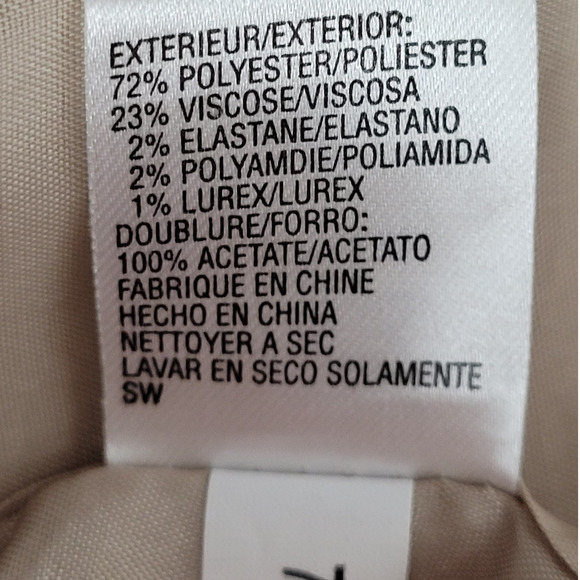 EXTERIEUR/EXTERIOR:
72% POLYESTER/POLIESTER
23% VISCOSE/VISCOSA
2% ELASTANE/ELASTANO
2% POLYAMDIE/POLIAMIDA
1% LUREX/LUREX
DOUBLURE/FORRO:
100% ACETATE/ACETATO
FABRIQUE EN CHINE
HECHO EN CHINA
NETTOYER A SEC
LAVAR EN SECO SOLAMENTE
SW